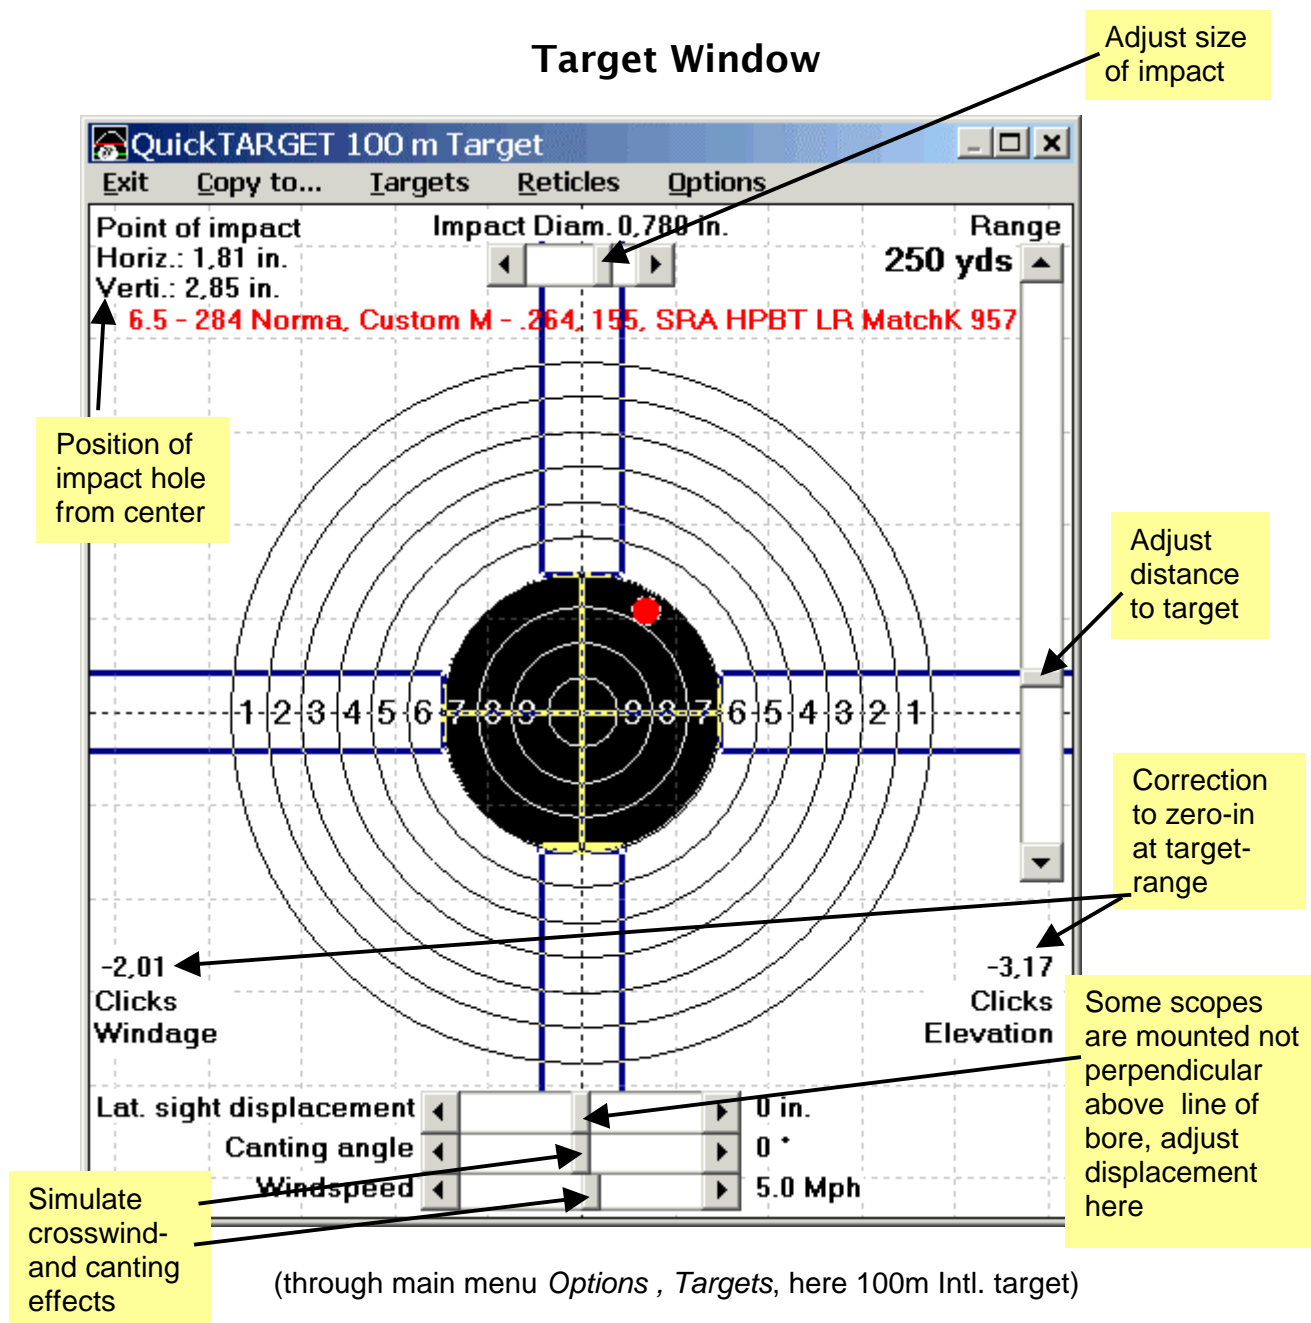 Target Window
Adjust size
of impact
QuickTARGET 100 m Target
Exit Copy to... Targets Reticles Options
Point of impact
Horiz.: 1,81 in.
Verti.: 2,85 in.
Impact Diam. 0,780 in.
Range
250 yds
6.5 - 284 Norma, Custom M - .264, 155, SRA HPBT LR MatchK 957
Position of
impact hole
from center
Adjust
distance
to target
1 2 3 4 5 6 7 8 9 9 8 7 6 5 4 3 2 1
Correction
to zero-in
at target-
range
-2,01
Clicks
Windage
-3,17
Clicks
Elevation
Some scopes
are mounted not
perpendicular
above line of
bore, adjust
displacement
here
Lat. sight displacement 0 in.
Canting angle 0 °
Windspeed 5.0 Mph
Simulate
crosswind-
and canting
effects
(through main menu Options , Targets, here 100m Intl. target)